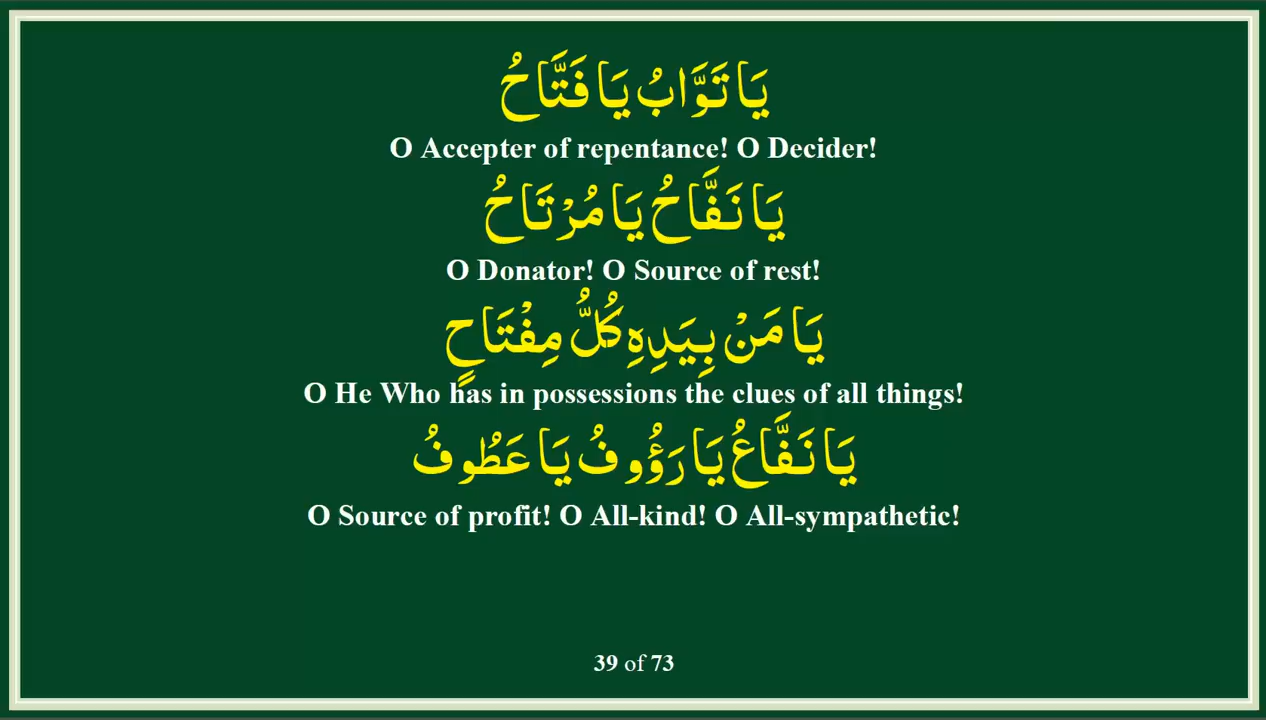 يَا تَوَّابُ يَا فَتَّاحُ
O Accepter of repentance! O Decider!
يَا نَفَّاحُ يَا مُرْتَاحُ
O Donator! O Source of rest!
يَا مَنْ بِيَدِهِ كُلُّ مِفْتَاحٍ
O He Who has in possessions the clues of all things!
يَا نَفَّاعُ يَا رَؤُوفُ يَا عَطُوفُ
O Source of profit! O All-kind! O All-sympathetic!
39 of 73